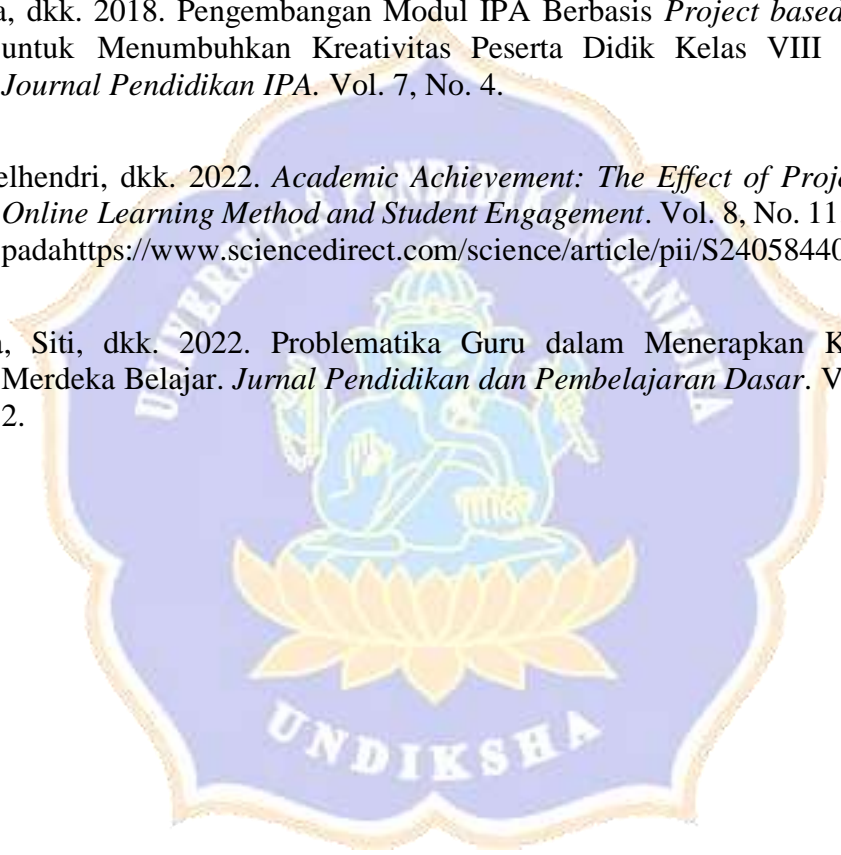 a, dkk. 2018. Pengembangan Modul IPA Berbasis Project based
untuk Menumbuhkan Kreativitas Peserta Didik Kelas VIII
Journal Pendidikan IPA. Vol. 7, No. 4.
elhendri, dkk. 2022. Academic Achievement: The Effect of Proje
Online Learning Method and Student Engagement. Vol. 8, No. 11
padahttps://www.sciencedirect.com/science/article/pii/S24058440
a, Siti, dkk. 2022. Problematika Guru dalam Menerapkan K
Merdeka Belajar. Jurnal Pendidikan dan Pembelajaran Dasar. V
2.
UNIVERSITAS PENDIDIKAN GANESHA
UNDIKSHA